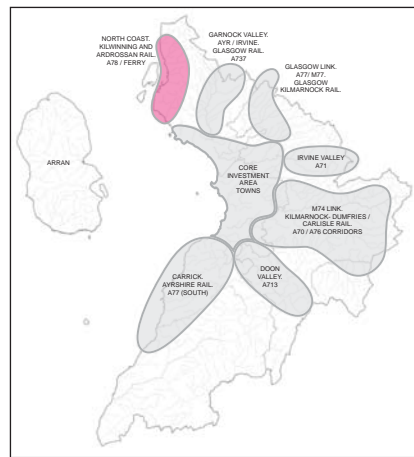 NORTH COAST.
KILWINNING AND
ARDROSSAN RAIL.
A78 / FERRY
GARNOCK VALLEY.
AYR / IRVINE.
GLASGOW RAIL.
A737
GLASGOW LINK.
A77/ M77.
GLASGOW
KILMARNOCK RAIL.
ARRAN
CORE
INVESTMENT
AREA
TOWNS
IRVINE VALLEY
A71
M74 LINK.
KILMARNOCK- DUMFRIES /
CARLISLE RAIL.
A70 / A76 CORRIDORS
CARRICK.
AYRSHIRE RAIL.
A77 (SOUTH)
DOON
VALLEY.
A713